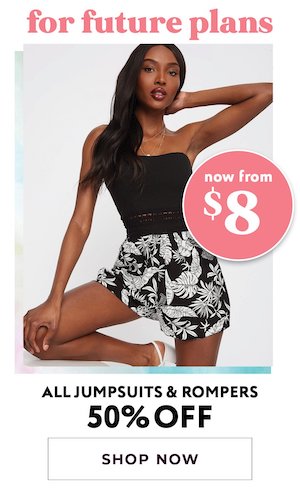 for future plans
now from
$8
ALL JUMPSUITS & ROMPERS
50% OFF
SHOP NOW